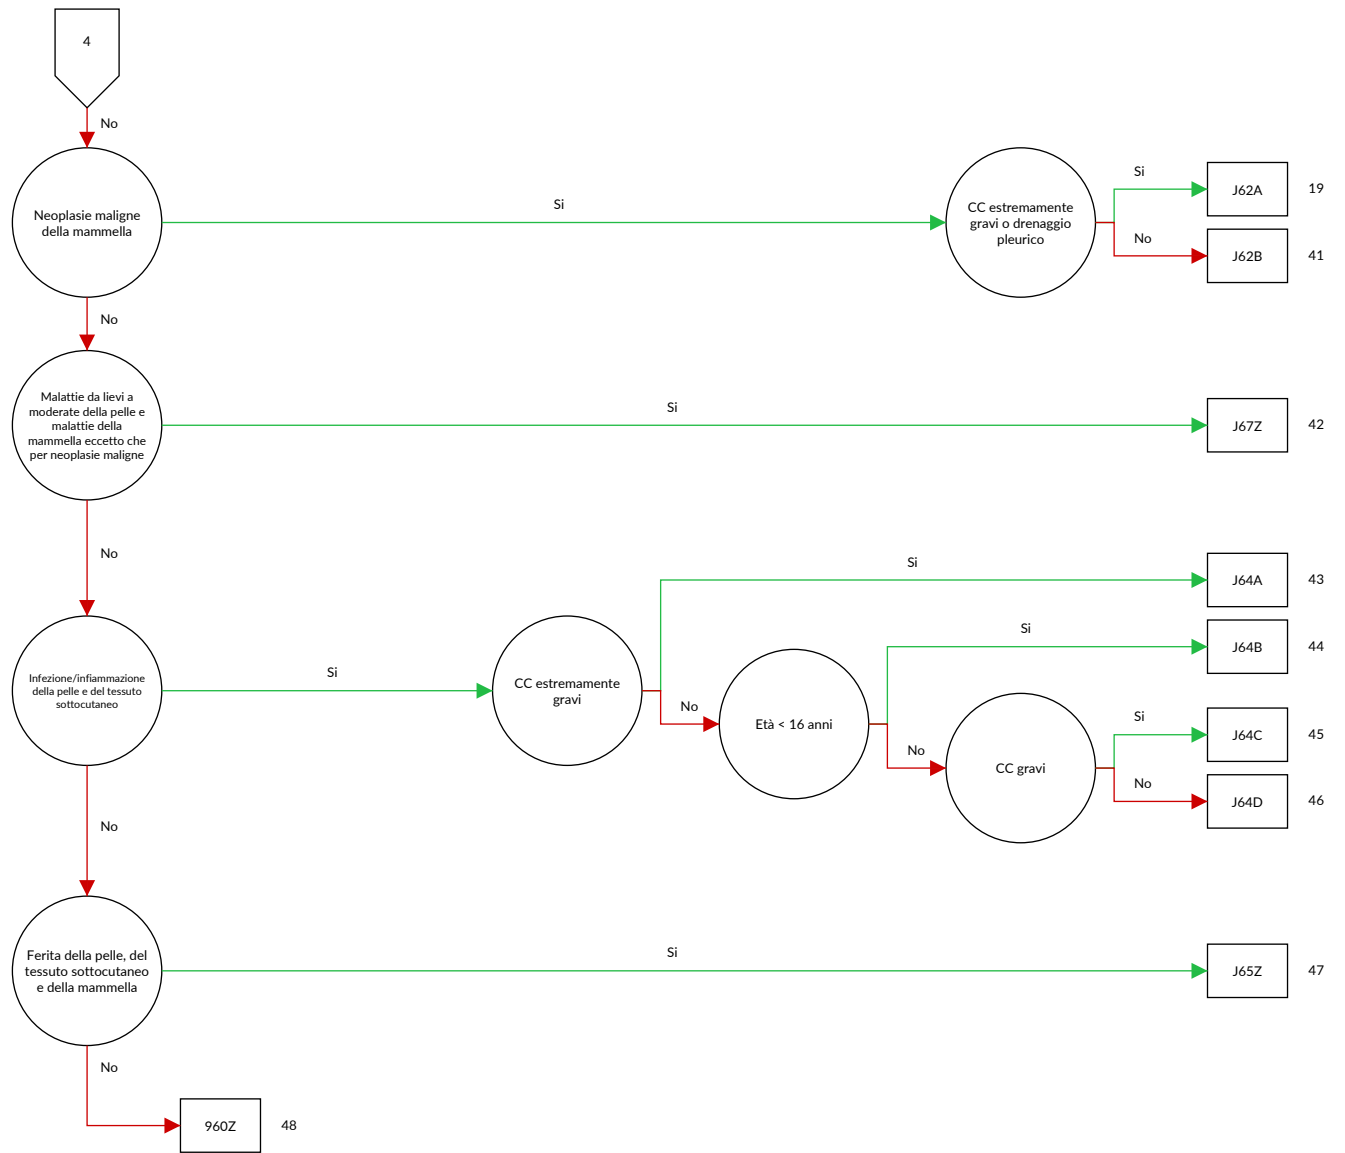 4
No
Neoplasie maligne
della mammella
Si
CC estremamente
gravi o drenaggio
pleurico
Si
J62A
19
No
J62B
41
No
Malattie da lievi a
moderate della pelle e
malattie della
mammella eccetto che
per neoplasie maligne
Si
J67Z
42
No
Infezione/infiammazione
della pelle e del tessuto
sottocutaneo
Si
CC estremamente
gravi
Si
J64A
43
No
Età < 16 anni
Si
J64B
44
No
CC gravi
Si
J64C
45
No
J64D
46
No
Ferita della pelle, del
tessuto sottocutaneo
e della mammella
Si
J65Z
47
No
960Z
48